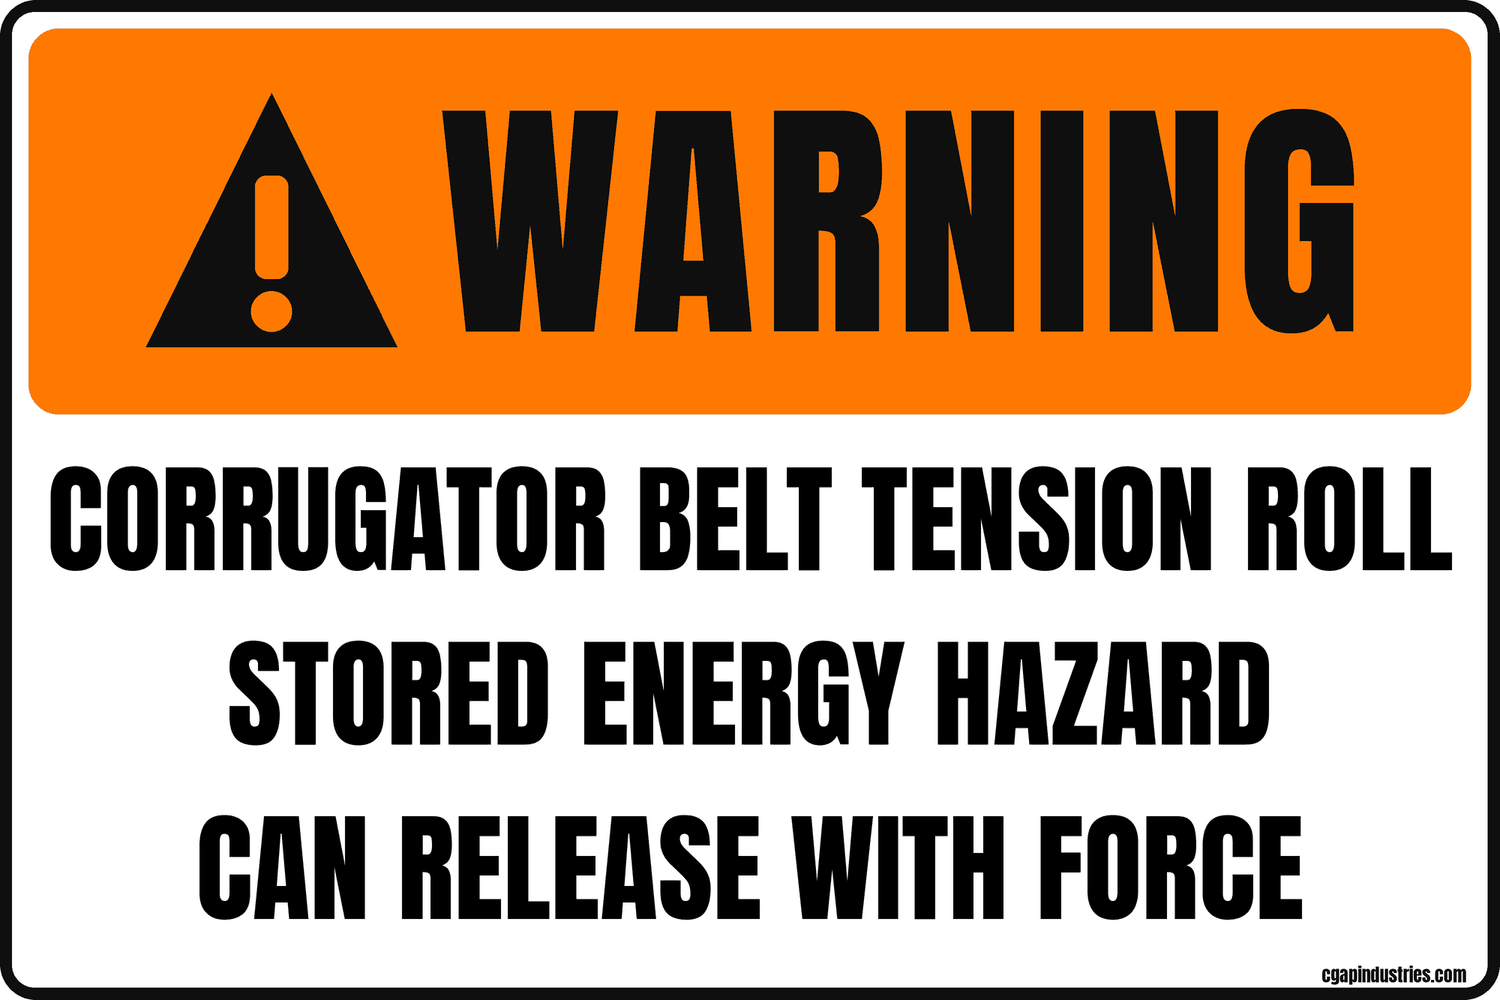 WARNING
CORRUGATOR BELT TENSION ROLL
STORED ENERGY HAZARD
CAN RELEASE WITH FORCE
cgapindustries.com